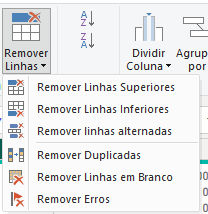 Remover
Linhas
A
Z
Z
A
Dividir
Coluna
Agrup
por
Remover Linhas Superiores
Remover Linhas Inferiores
Remover linhas alternadas
Remover Duplicadas
Remover Linhas em Branco
Remover Erros